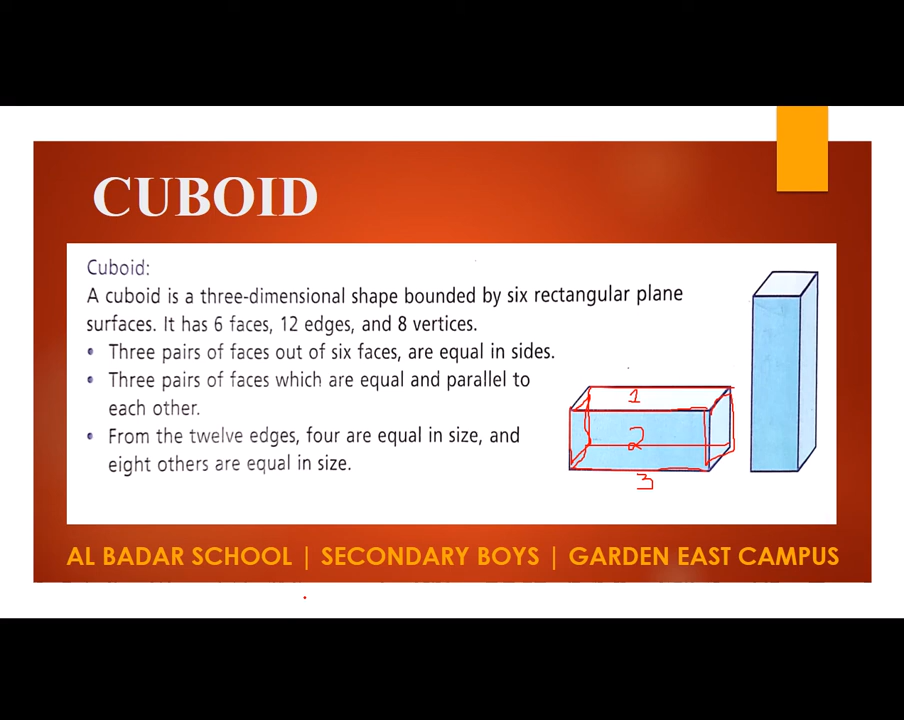 CUBOID
Cuboid:
A cuboid is a three-dimensional shape bounded by six rectangular plane
surfaces. It has 6 faces, 12 edges, and 8 vertices.
• Three pairs of faces out of six faces, are equal in sides.
• Three pairs of faces which are equal and parallel to
each other.
• From the twelve edges, four are equal in size, and
eight others are equal in size.
1
2
3
AL BADAR SCHOOL | SECONDARY BOYS | GARDEN EAST CAMPUS